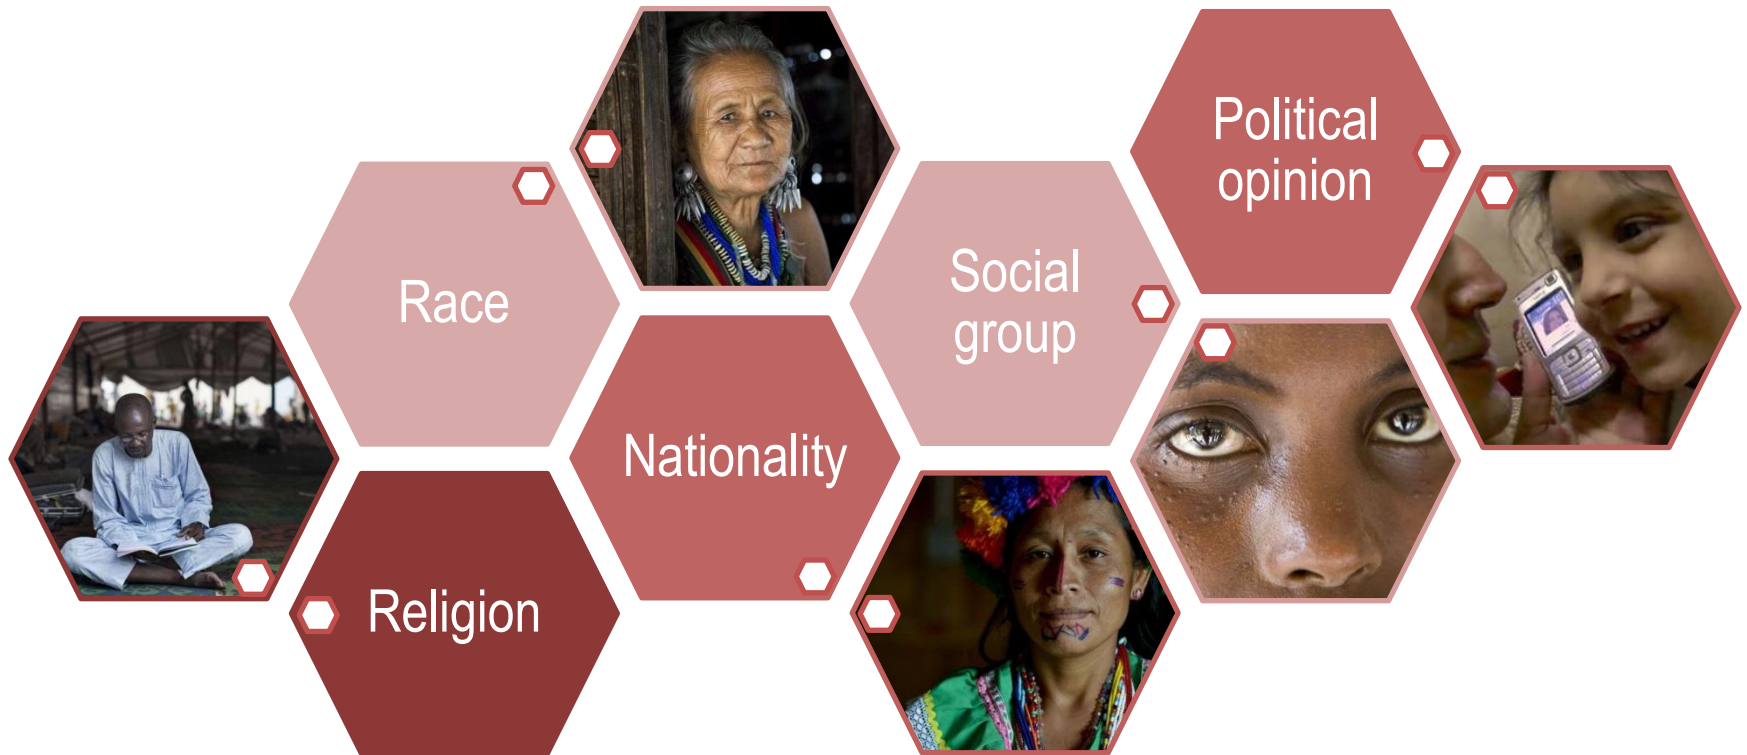 Race
Religion
Nationality
Social
group
Political
opinion